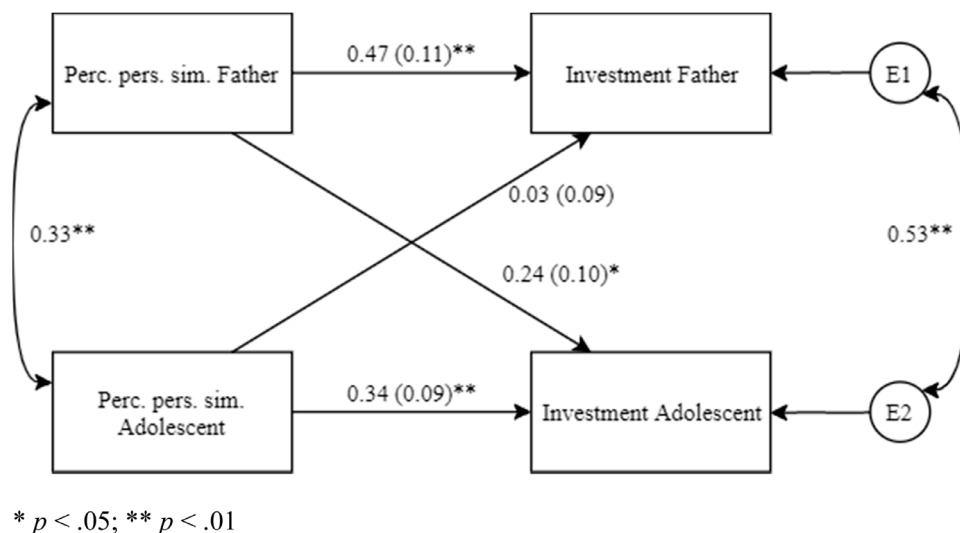 0.47 (0.11)**
Perc. pers. sim. Father
Investment Father
E1
0.03 (0.09)
0.33**
0.53**
0.24 (0.10)*
Perc. pers. sim.
Adolescent
0.34 (0.09)**
Investment Adolescent
E2
* p < .05; ** p < .01